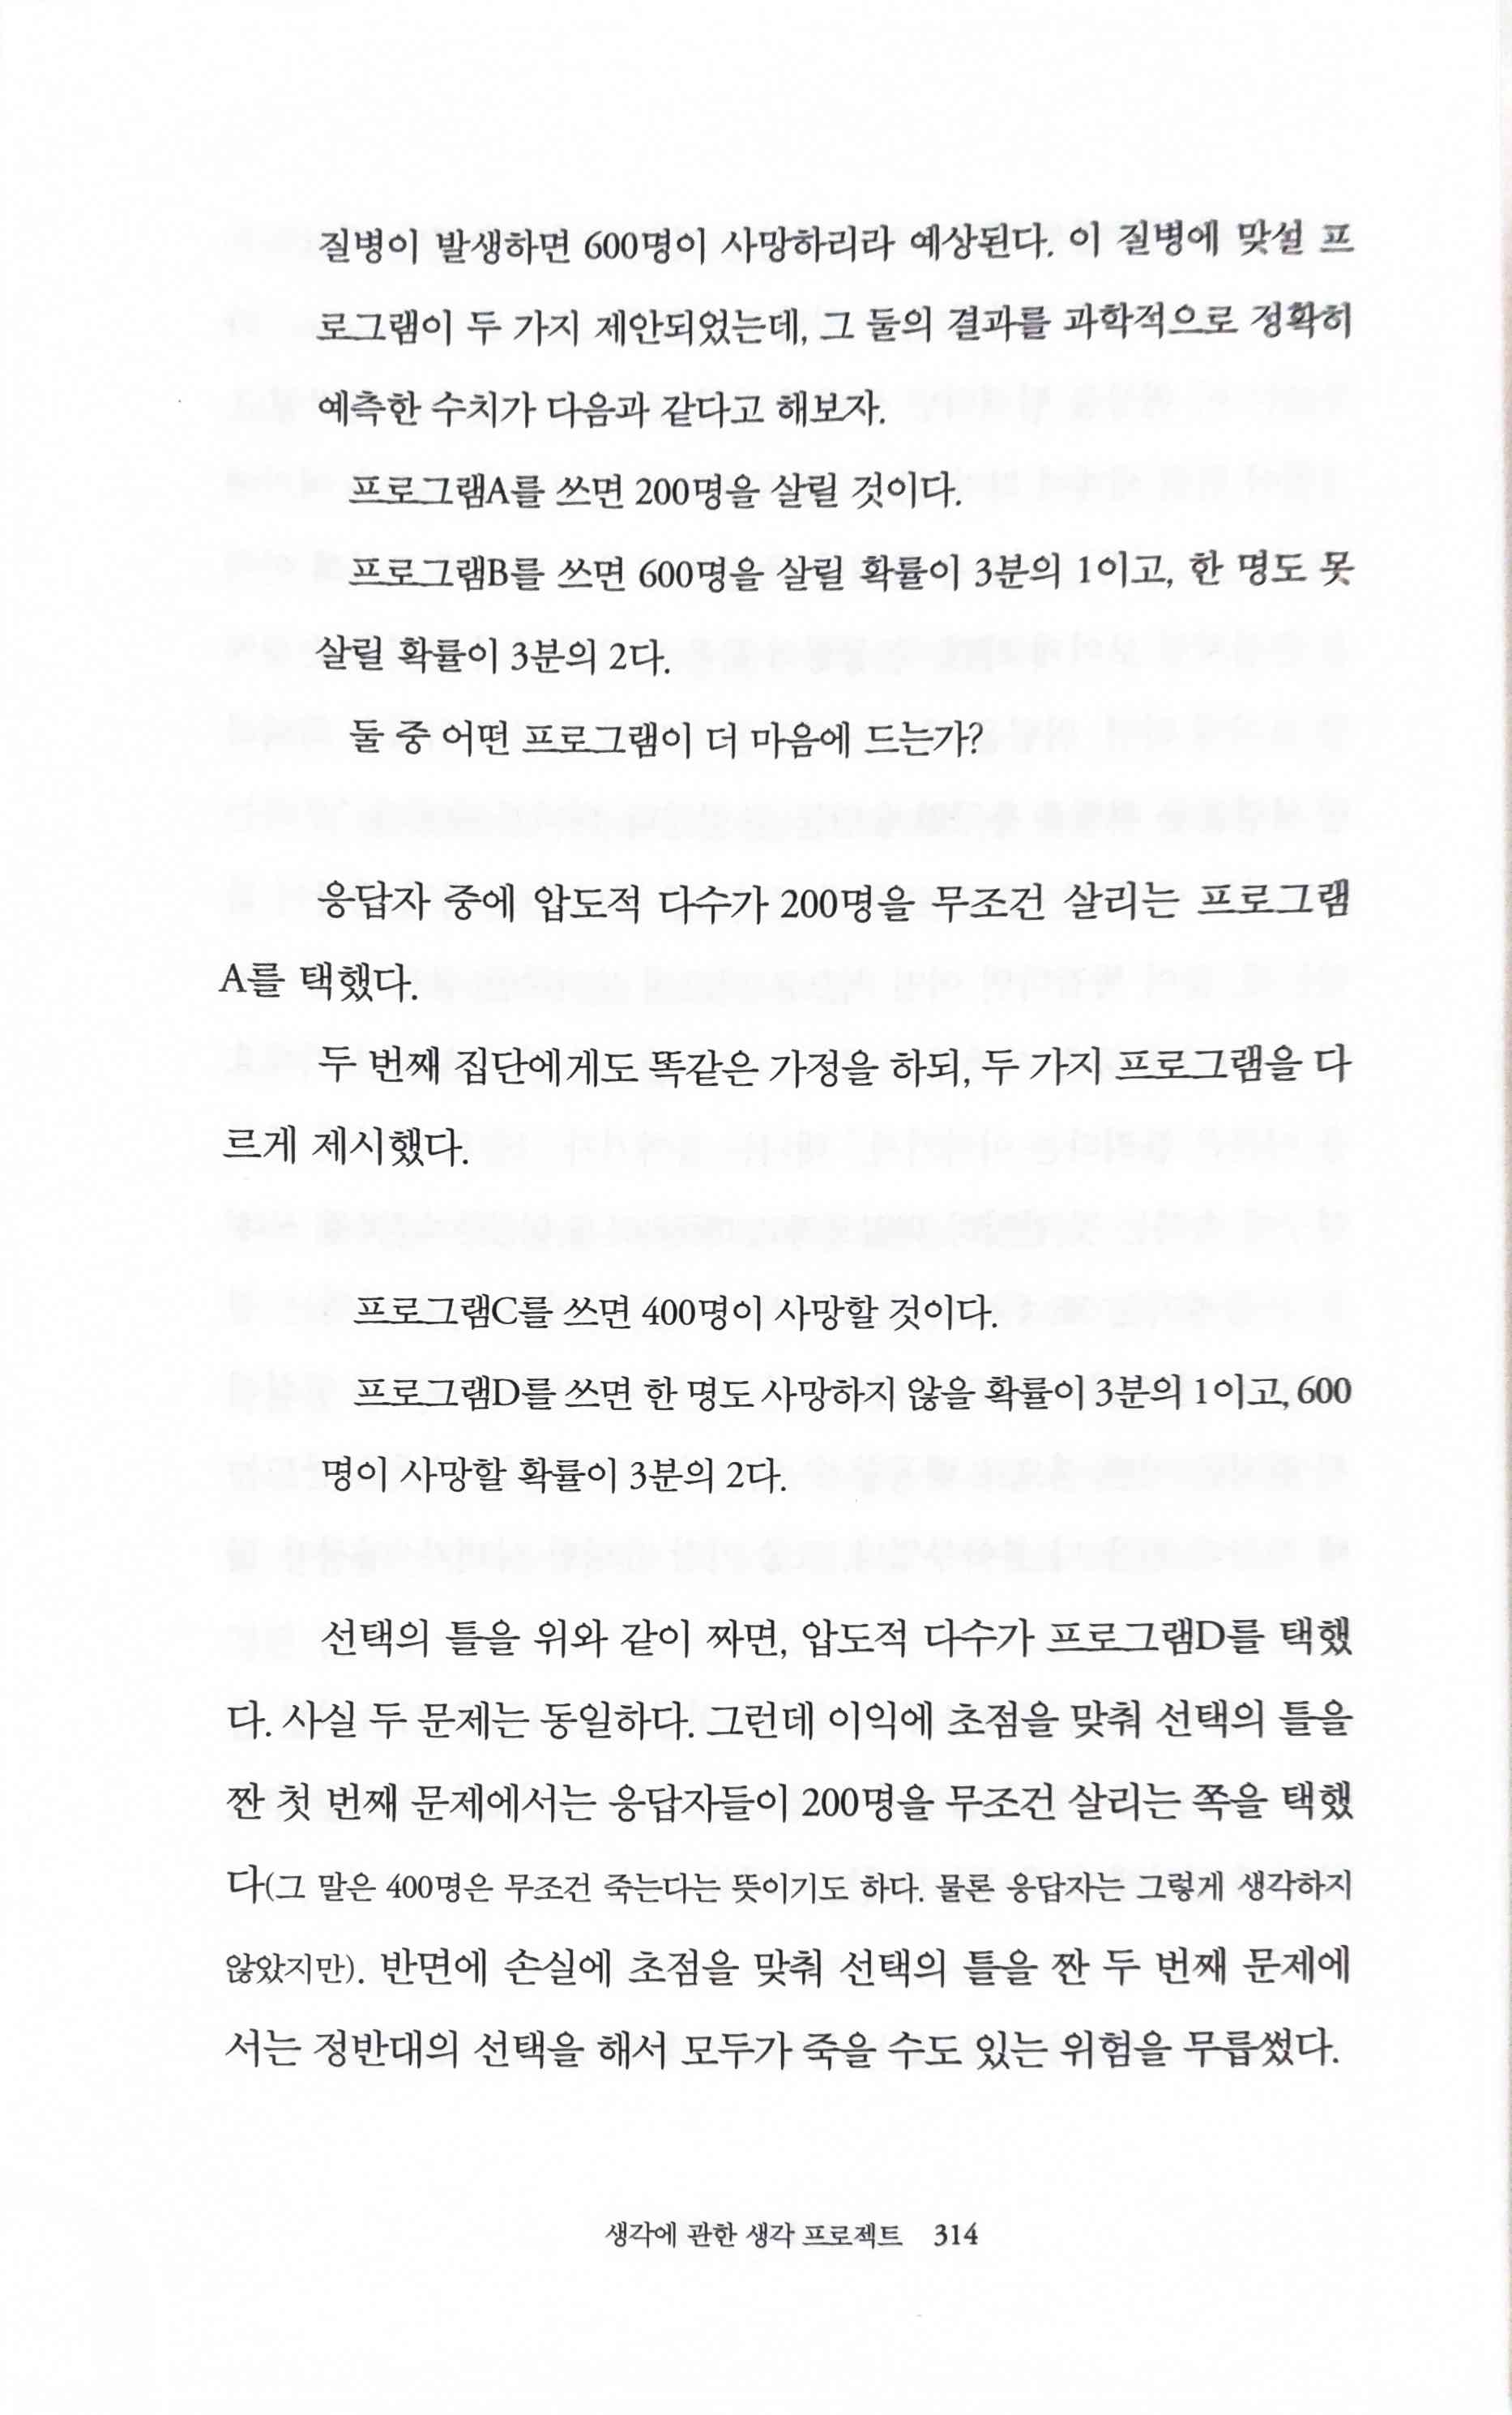 질병이 발생하면 600명이 사망하리라 예상된다. 이 질병에 맞설 프
로그램이 두 가지 제안되었는데, 그 둘의 결과를 과학적으로 정확히
예측한 수치가 다음과 같다고 해보자.
프로그램A를 쓰면 200명을 살릴 것이다.
프로그램B를 쓰면 600명을 살릴 확률이 3분의 1이고, 한 명도 못
살릴 확률이 3분의 2다.
둘 중 어떤 프로그램이 더 마음에 드는가?
응답자 중에 압도적 다수가 200명을 무조건 살리는 프로그램
A를 택했다.
두 번째 집단에게도 똑같은 가정을 하되, 두 가지 프로그램을 다
르게 제시했다.
프로그램C를 쓰면 400명이 사망할 것이다.
프로그램D를 쓰면 한 명도 사망하지 않을 확률이 3분의 1이고, 600
명이 사망할 확률이 3분의 2다.
선택의 틀을 위와 같이 짜면, 압도적 다수가 프로그램D를 택했
다. 사실 두 문제는 동일하다. 그런데 이익에 초점을 맞춰 선택의 틀을
짠 첫 번째 문제에서는 응답자들이 200명을 무조건 살리는 쪽을 택했
다(그 말은 400명은 무조건 죽는다는 뜻이기도 하다. 물론 응답자는 그렇게 생각하지
않았지만). 반면에 손실에 초점을 맞춰 선택의 틀을 짠 두 번째 문제에
서는 정반대의 선택을 해서 모두가 죽을 수도 있는 위험을 무릅썼다.
생각에 관한 생각 프로젝트 314